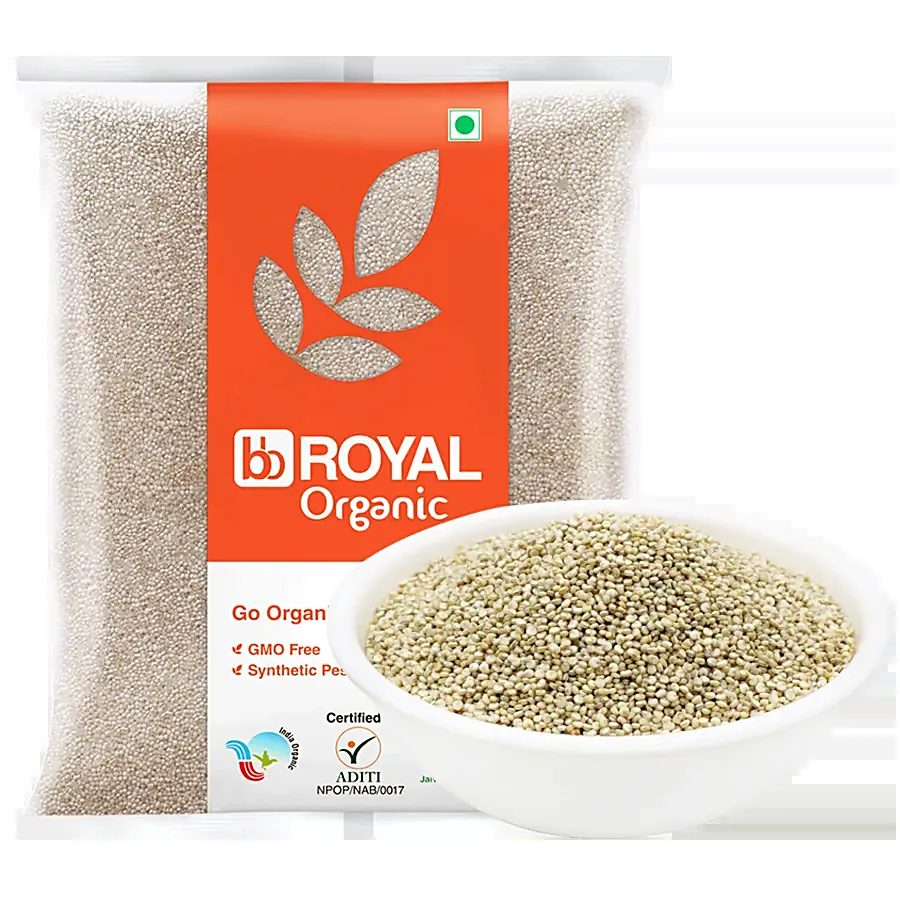 bb ROYAL
Organic
Go Organi
GMO Free
Synthetic Pes
India Organic
Certified
ADITI
NPOP/NAB/0017